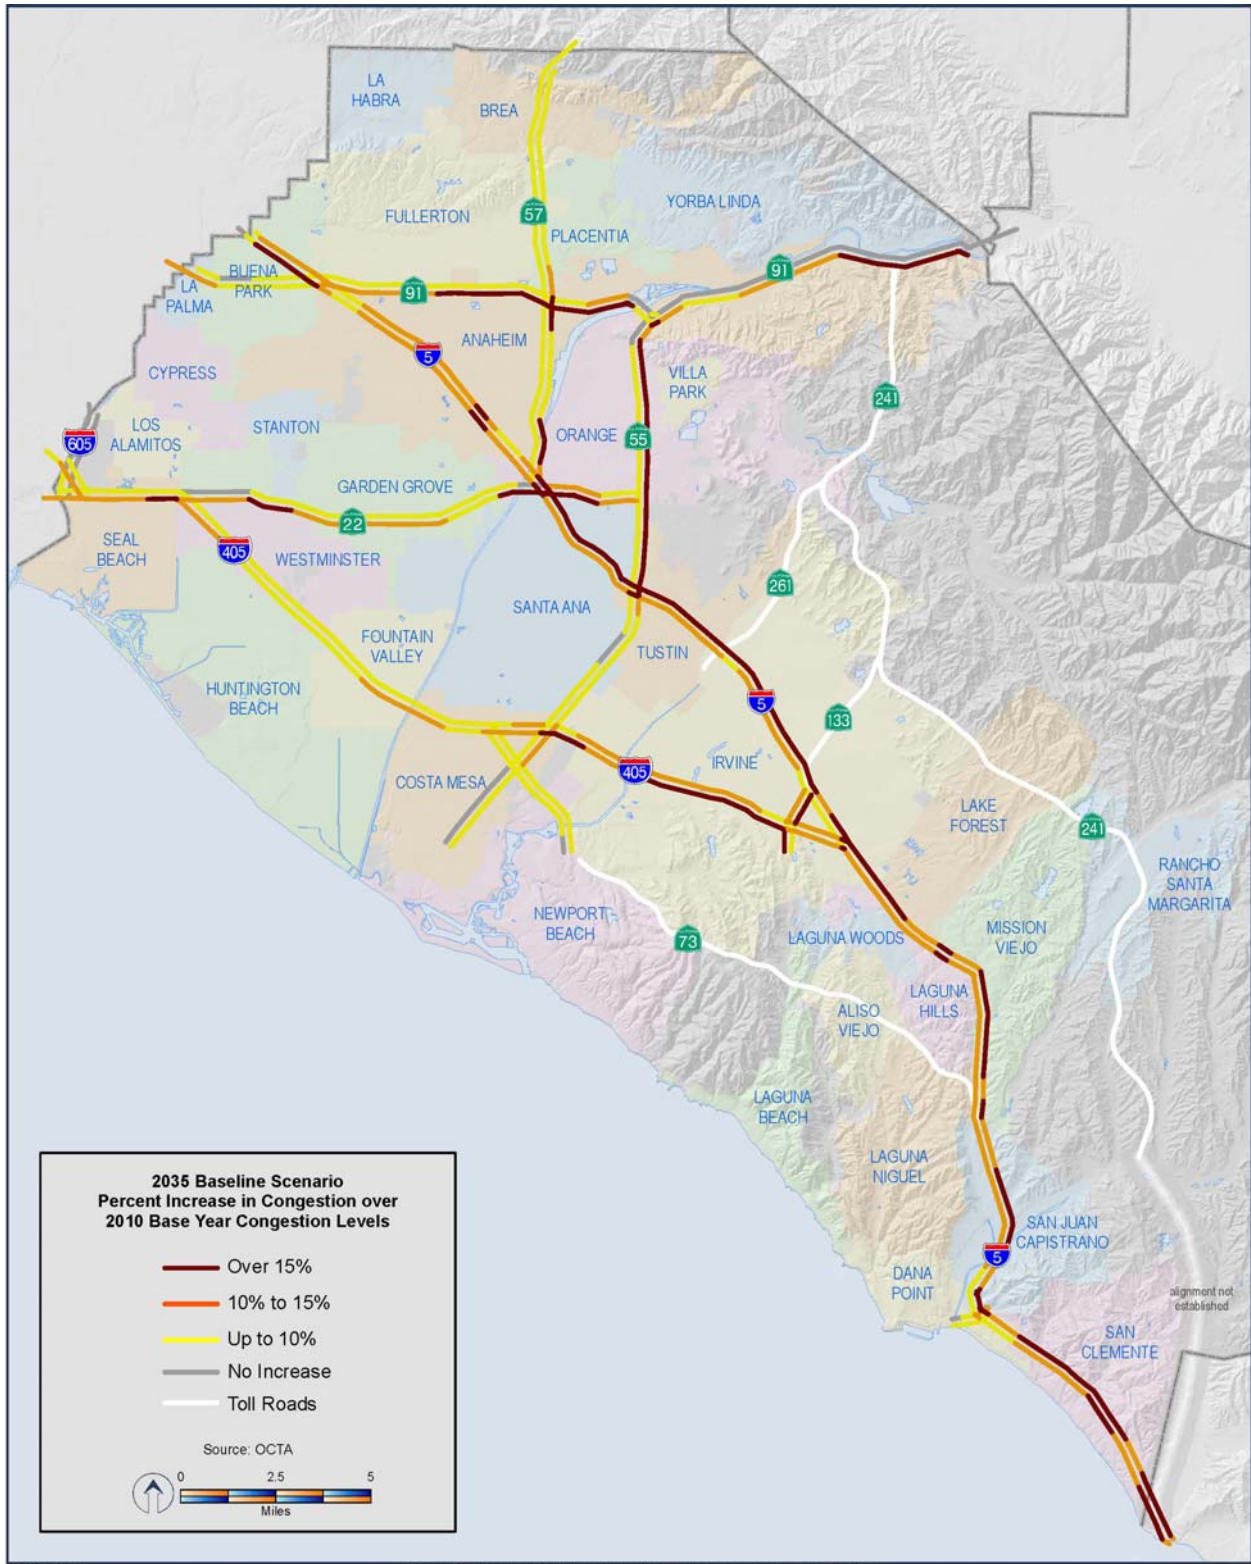 LA
HABRA
BREA
YORBA LINDA
FULLERTON
57
PLACENTIA
BUENA
PARK
91
91
LA
PALMA
ANAHEIM
5
CYPRESS
VILLA
PARK
241
LOS
ALAMITOS
STANTON
ORANGE
55
605
GARDEN GROVE
22
SEAL
BEACH
405
WESTMINSTER
261
SANTA ANA
FOUNTAIN
VALLEY
TUSTIN
HUNTINGTON
BEACH
5
133
COSTA MESA
405
IRVINE
LAKE
FOREST
241
RANCHO
SANTA
MARGARITA
NEWPORT
BEACH
73
LAGUNA WOODS
MISSION
VIEJO
LAGUNA
HILLS
ALISO
VIEJO
LAGUNA
BEACH
LAGUNA
NIGUEL
SAN JUAN
CAPISTRANO
5
DANA
POINT
alignment not
established
SAN
CLEMENTE
2035 Baseline Scenario
Percent Increase in Congestion over
2010 Base Year Congestion Levels
Over 15%
10% to 15%
Up to 10%
No Increase
Toll Roads
Source: OCTA
0 2.5 5
Miles